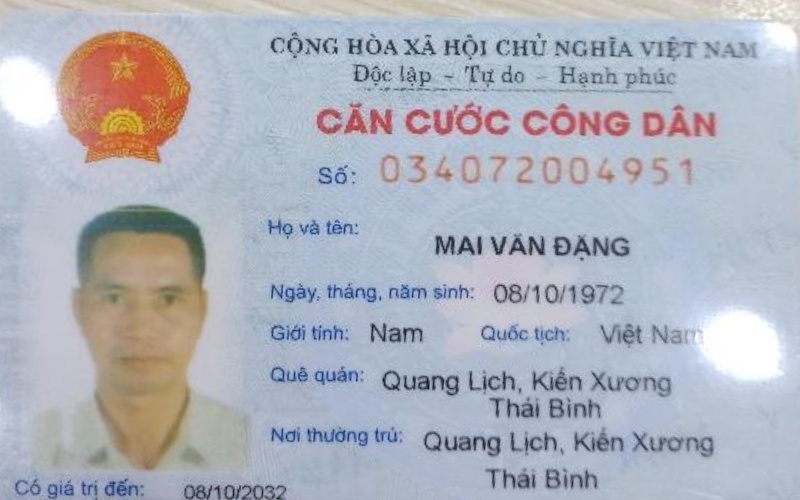 CỘNG HÒA XÃ HỘI CHỦ NGHĨA VIỆT NAM
Độc lập - Tự do - Hạnh phúc
CĂN CƯỚC CÔNG DÂN
Số: 034072004951
Họ và tên:
MAI VĂN ĐẶNG
Ngày, tháng, năm sinh: 08/10/1972
Giới tính: Nam Quốc tịch: Việt Nam
Quê quán: Quang Lịch, Kiến Xương
Thái Bình
Nơi thường trú: Quang Lịch, Kiến Xương
Thái Bình
Có giá trị đến: 08/10/2032